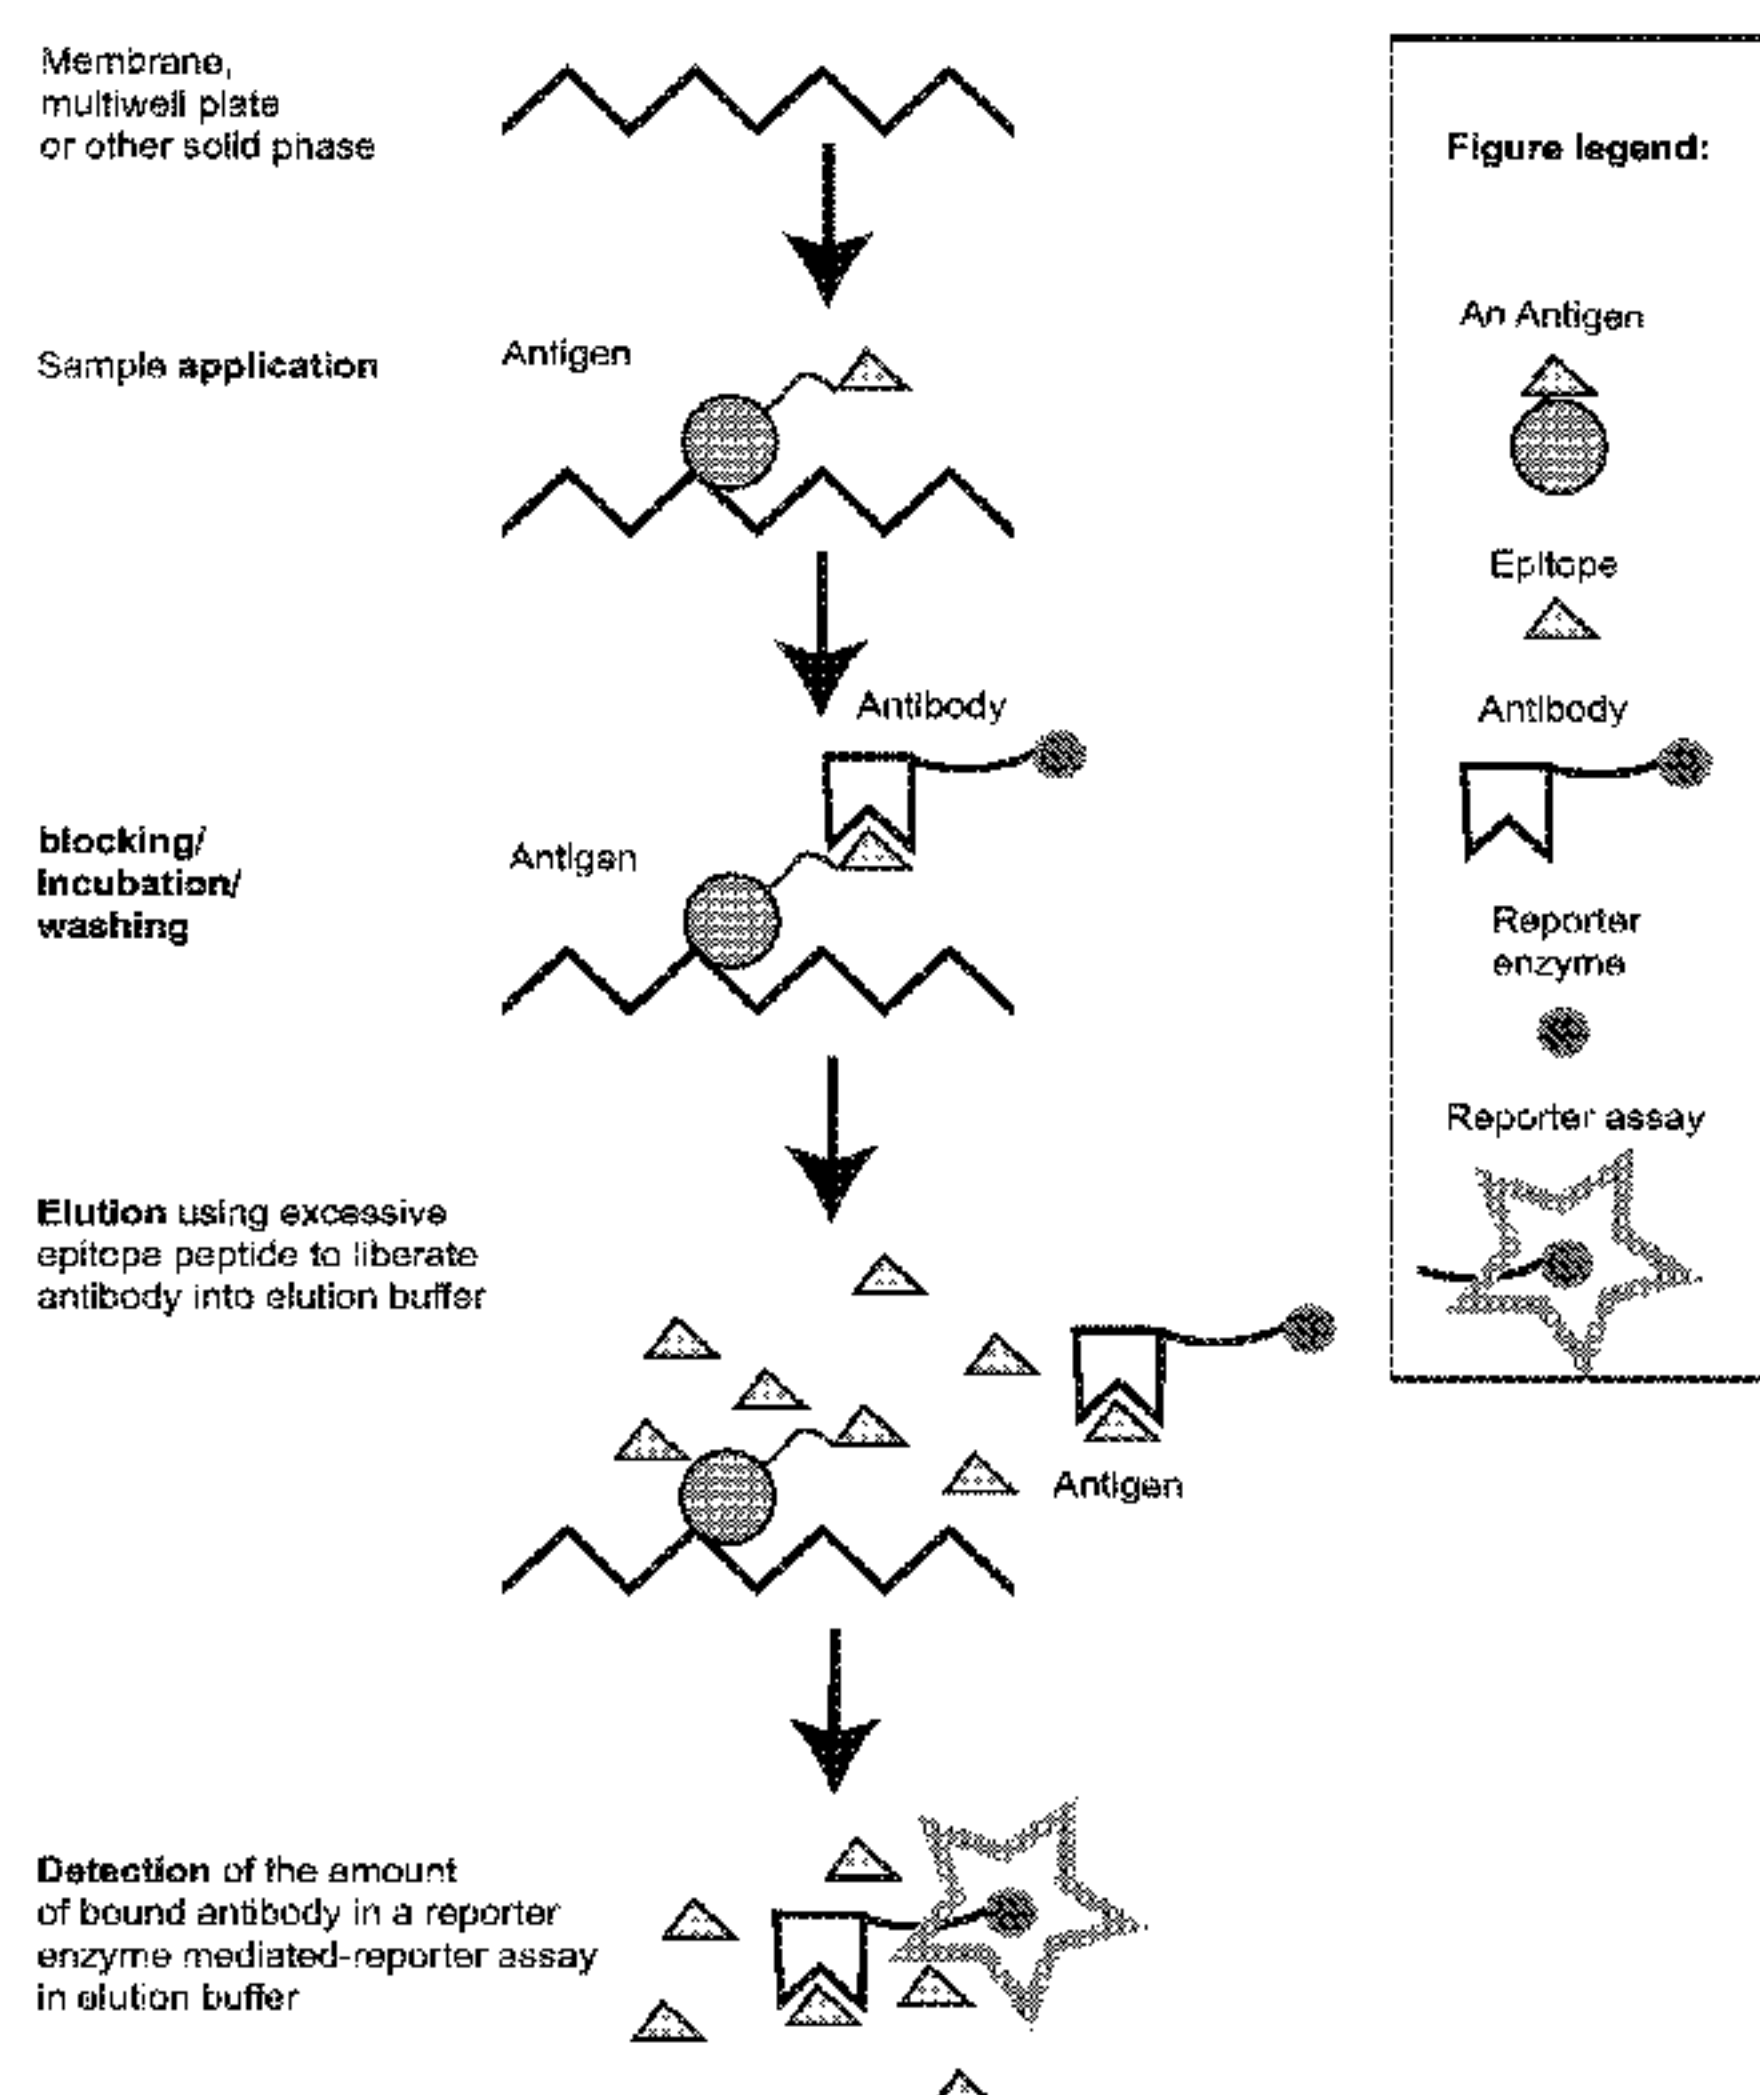 Membrane,
multiwell plate
or other solid phase
Sample application
Antigen
Antibody
blocking/
Incubation/
washing
Antigen
Elution using excessive
epitope peptide to liberate
antibody into elution buffer
Antigen
Detection of the amount
of bound antibody in a reporter
enzyme mediated-reporter assay
in elution buffer
Figure legend:
An Antigen
Epitope
Antibody
Reporter
enzyme
Reporter assay